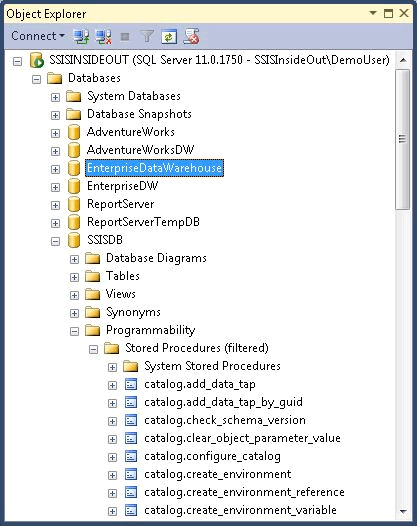 Object Explorer
Connect
SSISINSIDEOUT (SQL Server 11.0.1750 - SSISInsideOut\DemoUser)
Databases
System Databases
Database Snapshots
AdventureWorks
AdventureWorksDW
EnterpriseDataWarehouse
EnterpriseDW
ReportServer
ReportServerTempDB
SSISDB
Database Diagrams
Tables
Views
Synonyms
Programmability
Stored Procedures (filtered)
System Stored Procedures
catalog.add_data_tap
catalog.add_data_tap_by_guid
catalog.check_schema_version
catalog.clear_object_parameter_value
catalog.configure_catalog
catalog.create_environment
catalog.create_environment_reference
catalog.create_environment_variable